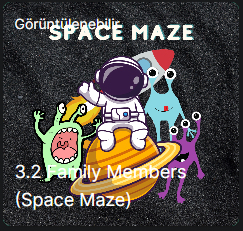 Görüntülenebilir
SPACE MAZE
3.2 Family Members
(Space Maze)